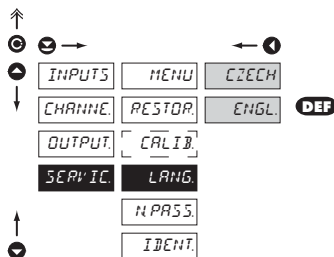 INPUTS MENU CZECH
CHANNE. RESTOR. ENGL. DEF
OUTPUT. CALIB.
SERVIC. LANG.
N.PASS.
IDENT.